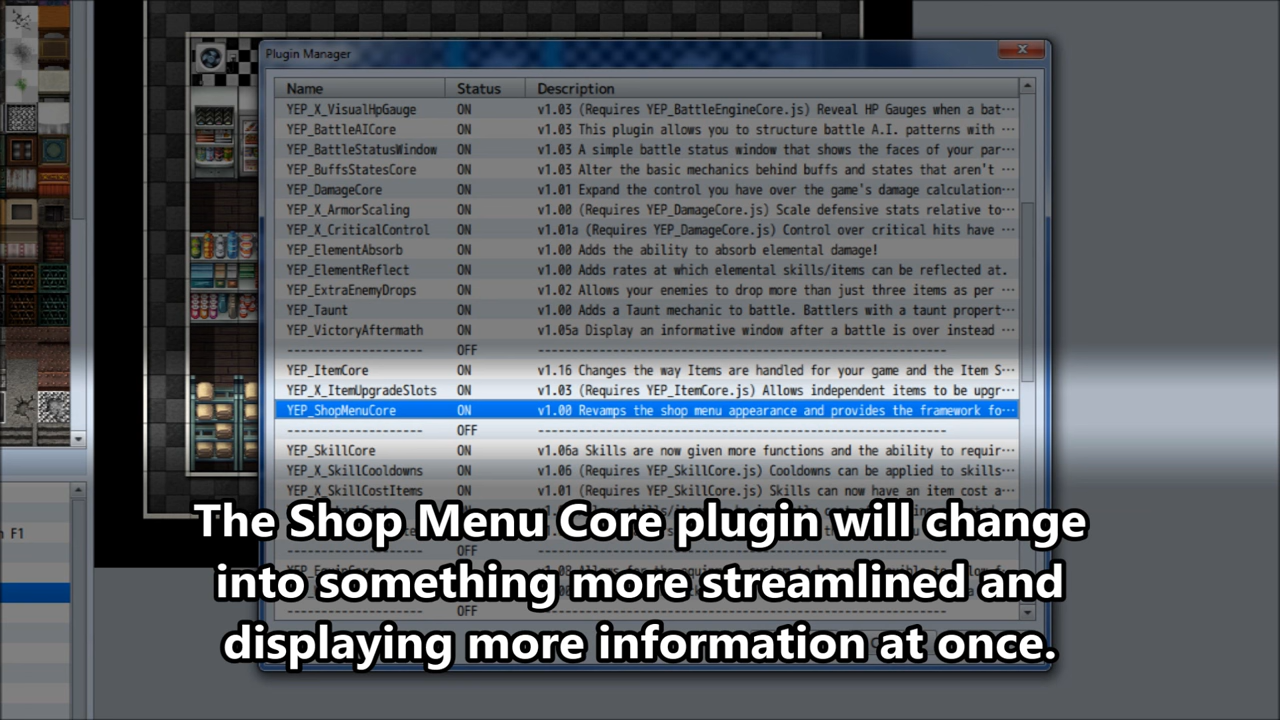 Plugin Manager
Name Status Description
YEP_X_VisualHpGauge ON v1.03 (Requires YEP_BattleEngineCore.js) Reveal HP Gauges when a bat···
YEP_BattleAICore ON v1.03 This plugin allows you to structure battle A.I. patterns with ···
YEP_BattleStatusWindow ON v1.03 A simple battle status window that shows the faces of your par···
YEP_BuffsStatesCore ON v1.03 Alter the basic mechanics behind buffs and states that aren't ···
YEP_DamageCore ON v1.01 Expand the control you have over the game's damage calculation···
YEP_X_ArmorScaling ON v1.00 (Requires YEP_DamageCore.js) Scale defensive stats relative to···
YEP_X_CriticalControl ON v1.01a (Requires YEP_DamageCore.js) Control over critical hits have ···
YEP_ElementAbsorb ON v1.00 Adds the ability to absorb elemental damage!
YEP_ElementReflect ON v1.00 Adds rates at which elemental skills/items can be reflected at.
YEP_ExtraEnemyDrops ON v1.02 Allows your enemies to drop more than just three items as per ···
YEP_Taunt ON v1.00 Adds a Taunt mechanic to battle. Battlers with a taunt propert···
YEP_VictoryAftermath ON v1.05a Display an informative window after a battle is over instead ···
-------------------- OFF ------------------------------------------------------------
YEP_ItemCore ON v1.16 Changes the way Items are handled for your game and the Item S···
YEP_X_ItemUpgradeSlots ON v1.03 (Requires YEP_ItemCore.js) Allows independent items to be upgr···
YEP_ShopMenuCore ON v1.00 Revamps the shop menu appearance and provides the framework fo···
-------------------- OFF ------------------------------------------------------------
YEP_SkillCore ON v1.06a Skills are now given more functions and the ability to requir···
YEP_X_SkillCooldowns ON v1.06 (Requires YEP_SkillCore.js) Cooldowns can be applied to skills···
YEP_X_SkillCostItems ON v1.01 (Requires YEP_SkillCore.js) Skills can now have an item cost a···
F1
OFF
OFF
The Shop Menu Core plugin will change
into something more streamlined and
displaying more information at once.